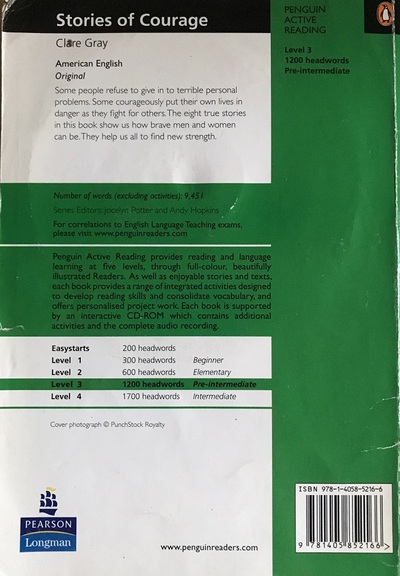 Stories of Courage
Clare Gray
American English
Original
Some people refuse to give in to terrible personal
problems. Some courageously put their own lives in
danger as they fight for others. The eight true stories
in this book show us how brave men and women
can be. They help us all to find new strength.
PENGUIN
ACTIVE
READING
Level 3
1200 headwords
Pre-intermediate
Number of words (excluding activities): 9,451
Series Editors: Jocelyn Potter and Andy Hopkins
For correlations to English Language Teaching exams,
please visit www.penguinreaders.com
Penguin Active Reading provides reading and language
learning at five levels, through full-colour, beautifully
illustrated Readers. As well as enjoyable stories and texts,
each book provides a range of integrated activities designed
to develop reading skills and consolidate vocabulary, and
offers personalised project work. Each book is supported
by an interactive CD-ROM which contains additional
activities and the complete audio recording.
Easystarts 200 headwords
Level 1 300 headwords Beginner
Level 2 600 headwords Elementary
Level 3 1200 headwords Pre-intermediate
Level 4 1700 headwords Intermediate
Cover photograph © PunchStock Royalty
PEARSON
Longman
www.penguinreaders.com
ISBN 978-1-4058-5216-6
9 781405 852166 >